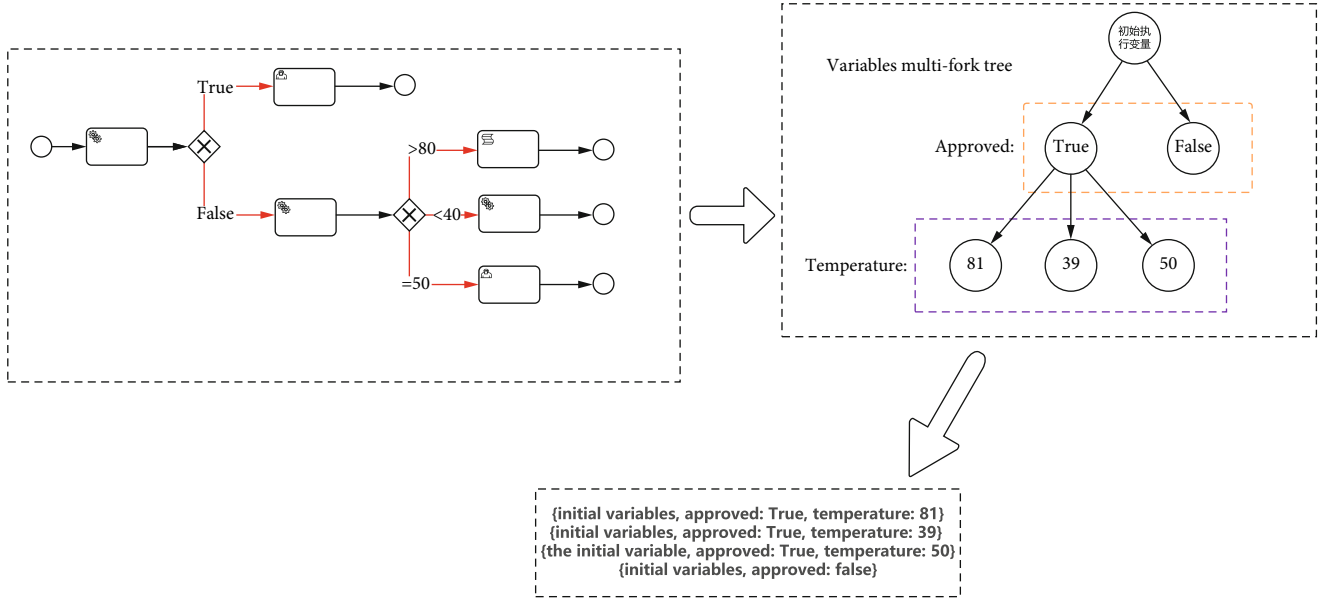 True
False
>80
<40
=50
Variables multi-fork tree
初始执
行变量
Approved:
True
False
Temperature:
81
39
50
{initial variables, approved: True, temperature: 81}
{initial variables, approved: True, temperature: 39}
{the initial variable, approved: True, temperature: 50}
{initial variables, approved: false}